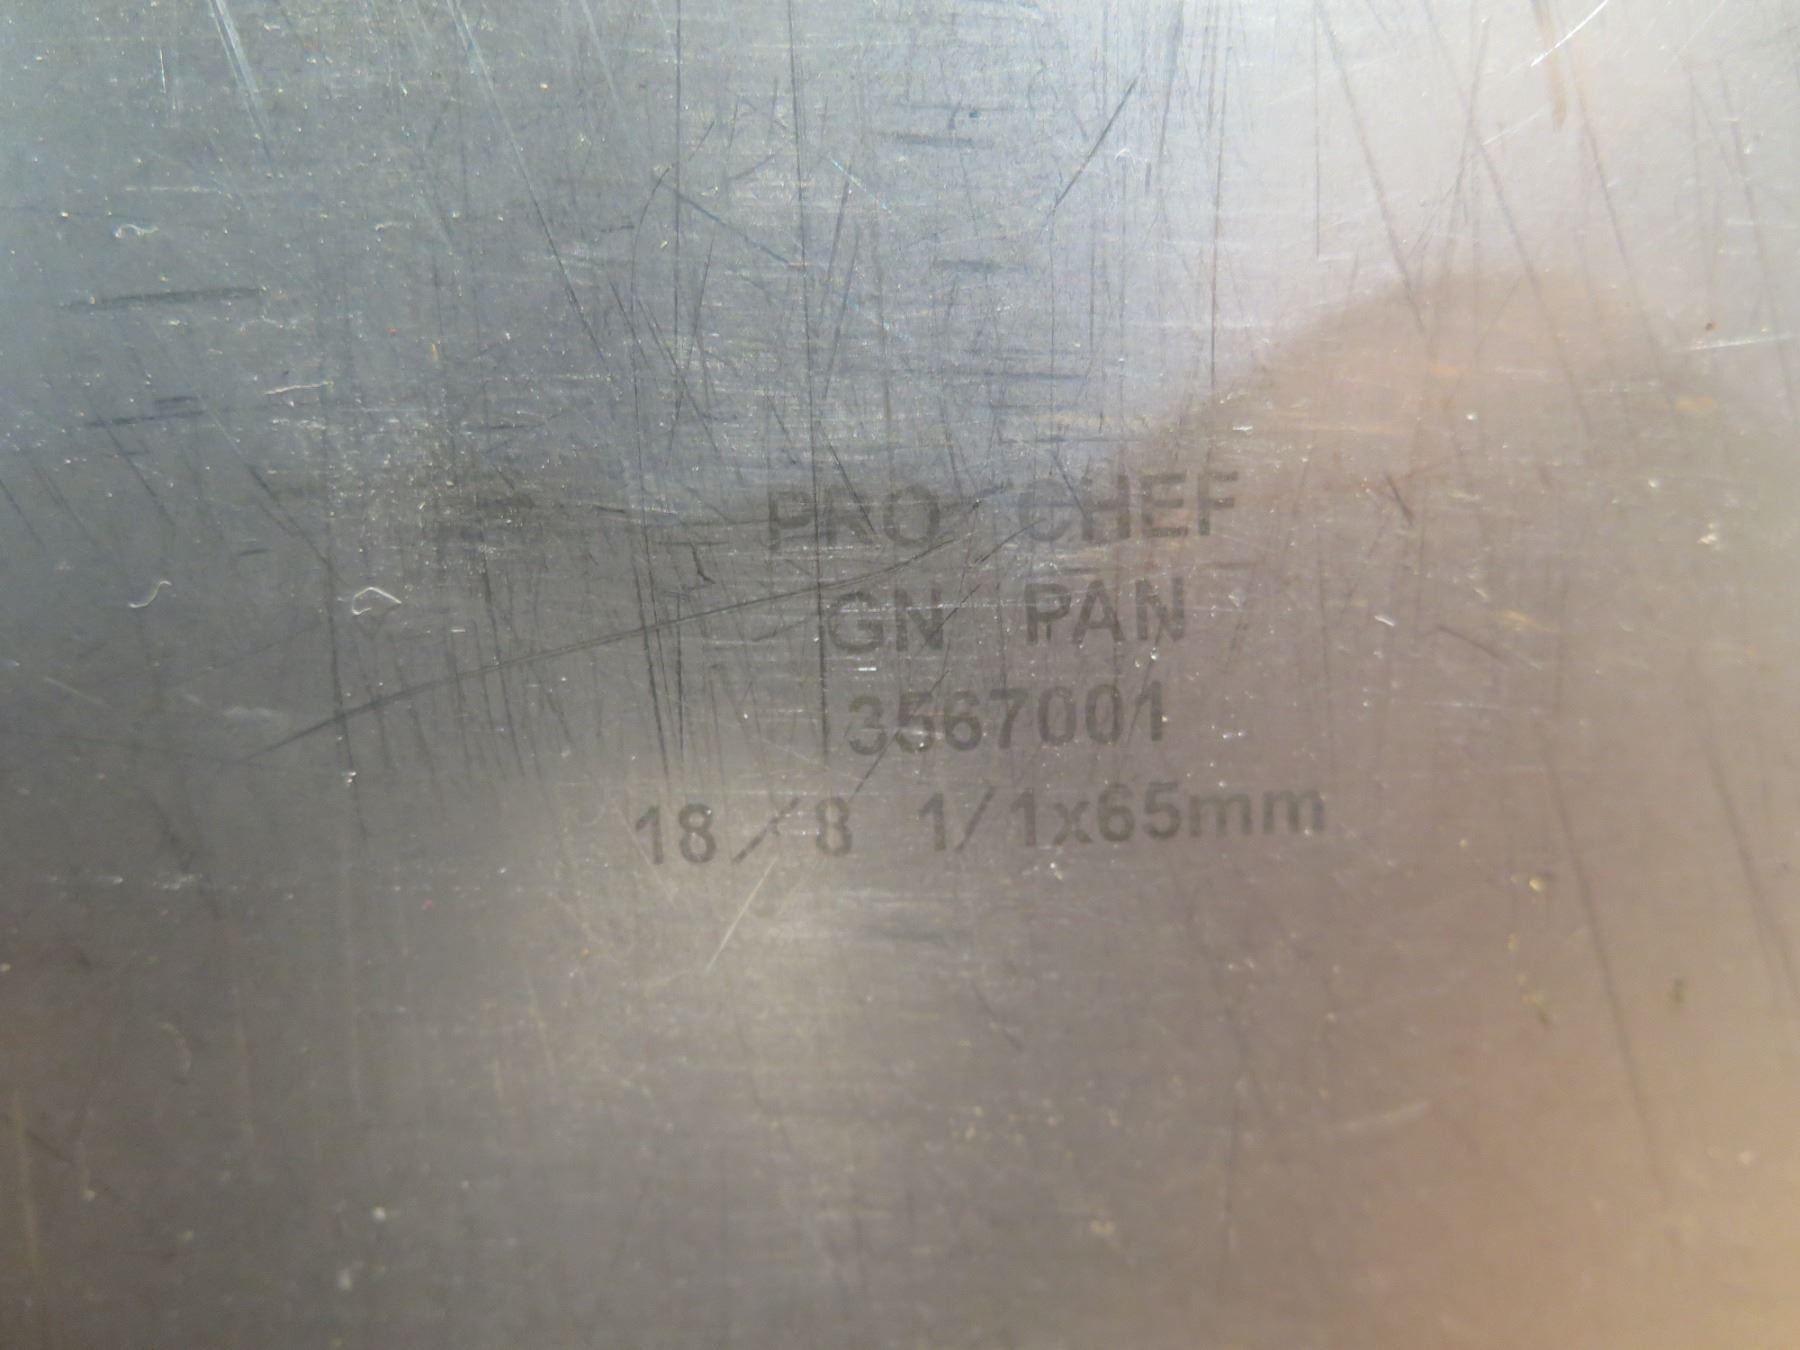 PRO CHEF
GN PAN
3567001
18/8 1/1x65mm